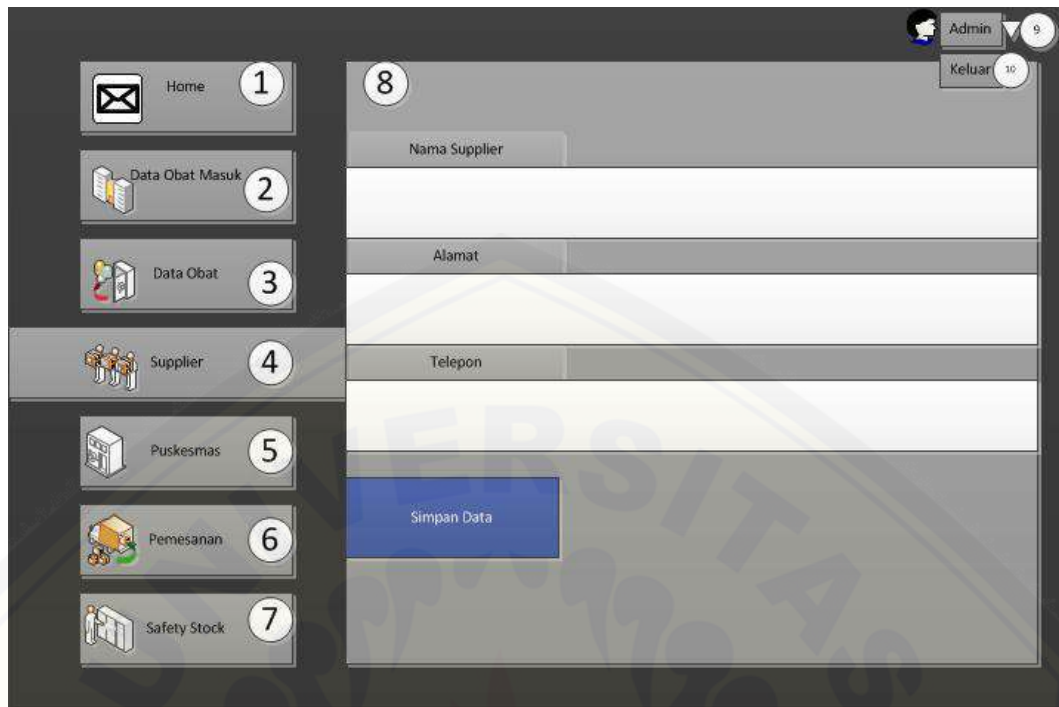 Admin 9
Keluar 10
Home 1
Data Obat Masuk 2
Data Obat 3
Supplier 4
Puskesmas 5
Pemesanan 6
Safety Stock 7
8
Nama Supplier
Alamat
Telepon
Simpan Data
UNIVERSITAS